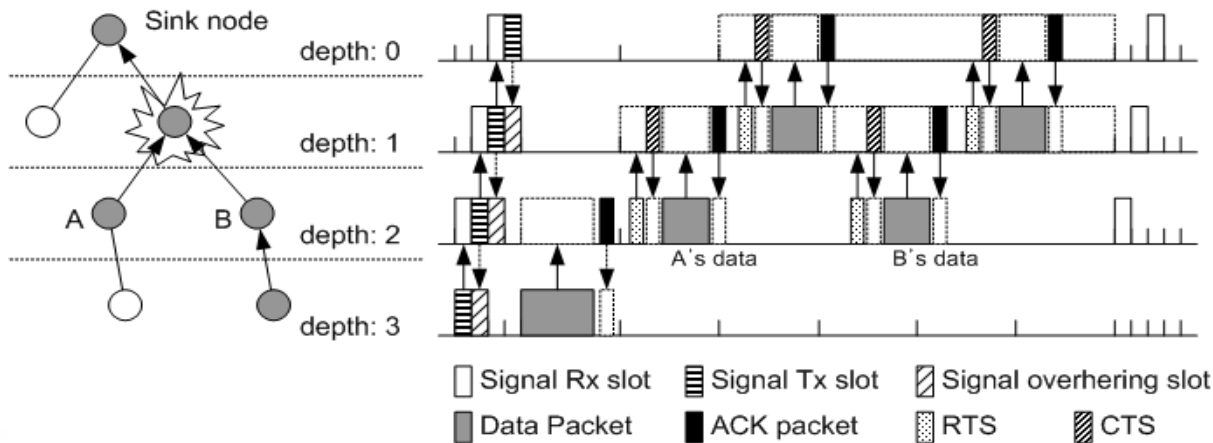 Sink node
depth: 0
depth: 1
A
B
depth: 2
A's data
B's data
depth: 3
Signal Rx slot
Signal Tx slot
Signal overhering slot
Data Packet
ACK packet
RTS
CTS